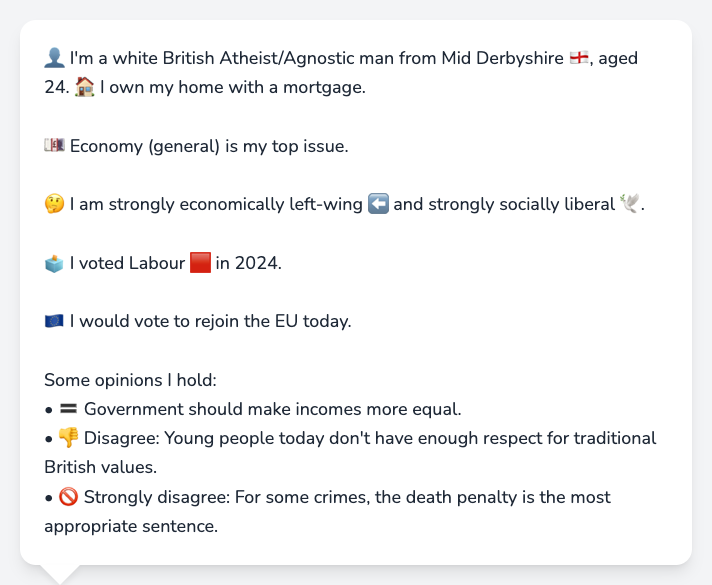 👤 I'm a white British Atheist/Agnostic man from Mid Derbyshire 🏴󠁧󠁢󠁥󠁮󠁧󠁿, aged
24. 🏠 I own my home with a mortgage.
💷 Economy (general) is my top issue.
🤔 I am strongly economically left-wing ⬅️ and strongly socially liberal 🕊️.
🗳️ I voted Labour 🟥 in 2024.
🇪🇺 I would vote to rejoin the EU today.
Some opinions I hold:
• 🟰 Government should make incomes more equal.
• 👎 Disagree: Young people today don't have enough respect for traditional
British values.
• 🚫 Strongly disagree: For some crimes, the death penalty is the most
appropriate sentence.